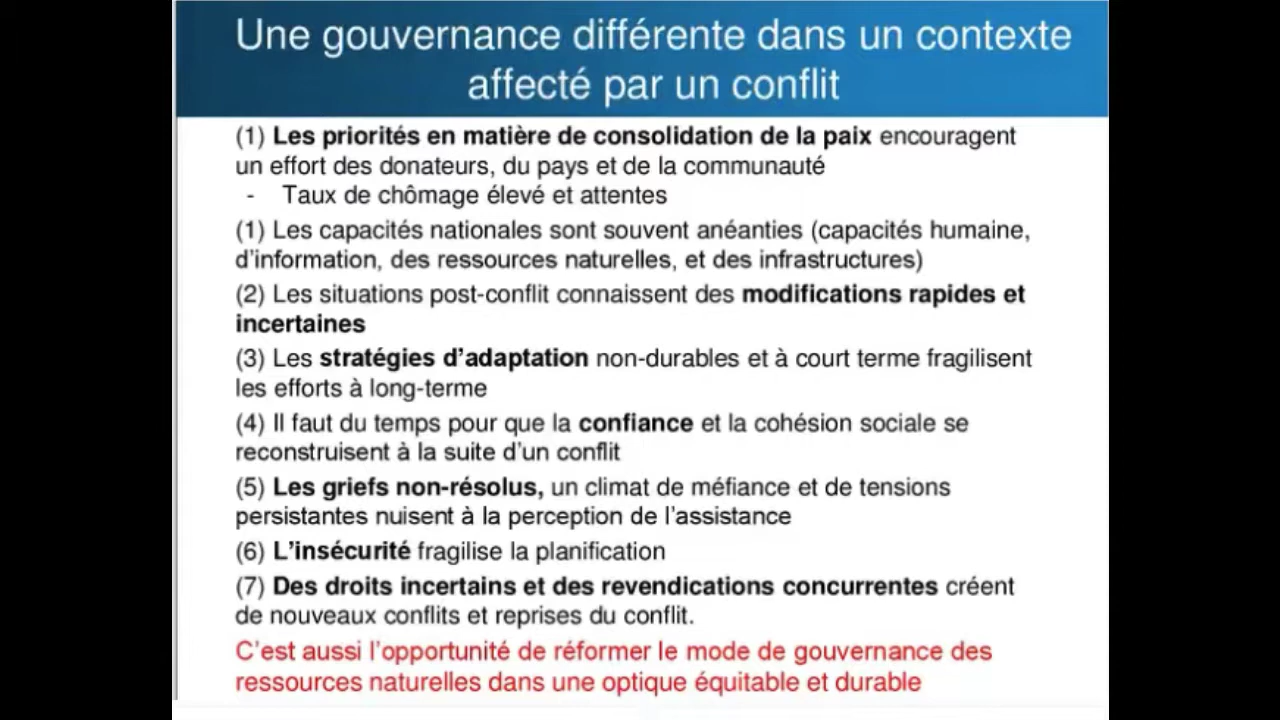 Une gouvernance différente dans un contexte
affecté par un conflit
(1) Les priorités en matière de consolidation de la paix encouragent
un effort des donateurs, du pays et de la communauté
- Taux de chômage élevé et attentes
(1) Les capacités nationales sont souvent anéanties (capacités humaine,
d'information, des ressources naturelles, et des infrastructures)
(2) Les situations post-conflit connaissent des modifications rapides et
incertaines
(3) Les stratégies d'adaptation non-durables et à court terme fragilisent
les efforts à long-terme
(4) Il faut du temps pour que la confiance et la cohésion sociale se
reconstruisent à la suite d'un conflit
(5) Les griefs non-résolus, un climat de méfiance et de tensions
persistantes nuisent à la perception de l'assistance
(6) L'insécurité fragilise la planification
(7) Des droits incertains et des revendications concurrentes créent
de nouveaux conflits et reprises du conflit.
C'est aussi l'opportunité de réformer le mode de gouvernance des
ressources naturelles dans une optique équitable et durable